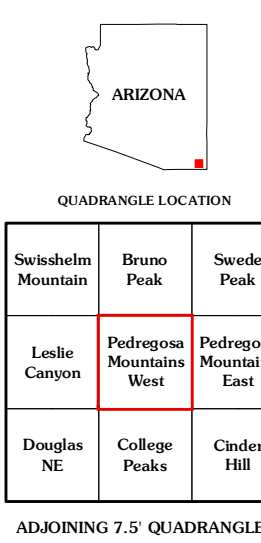 ARIZONA
QUADRANGLE LOCATION
Swisshelm Mountain
Bruno Peak
Swede Peak
Leslie Canyon
Pedregosa Mountains West
Pedrego Mountai East
Douglas NE
College Peaks
Cinder Hill
ADJOINING 7.5' QUADRANGLE